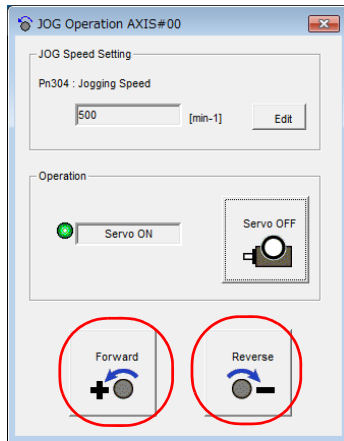 JOG Operation AXIS#00
JOG Speed Setting
Pn304 : Jogging Speed
500 [min-1] Edit
Operation
Servo ON
Servo OFF
Forward Reverse